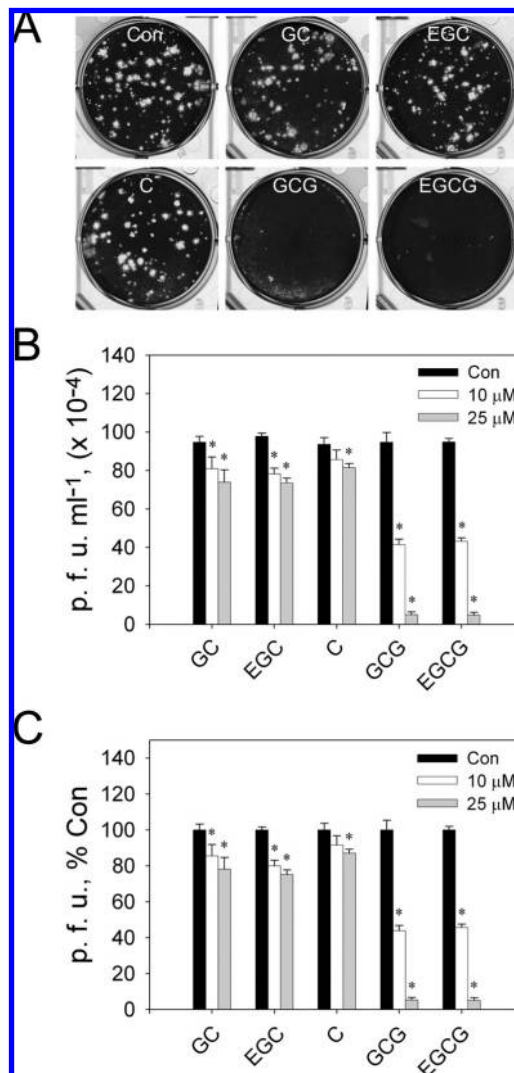 A
Con GC EGC
C GCG EGCG
B
p. f. u. ml⁻¹, (x 10⁻⁴)
140
120
100
80
60
40
20
0
Con
10 µM
25 µM
* * * * * * * * *
GC EGC C GCG EGCG
C
p. f. u., % Con
140
120
100
80
60
40
20
0
Con
10 µM
25 µM
* * * * * * * * *
GC EGC C GCG EGCG